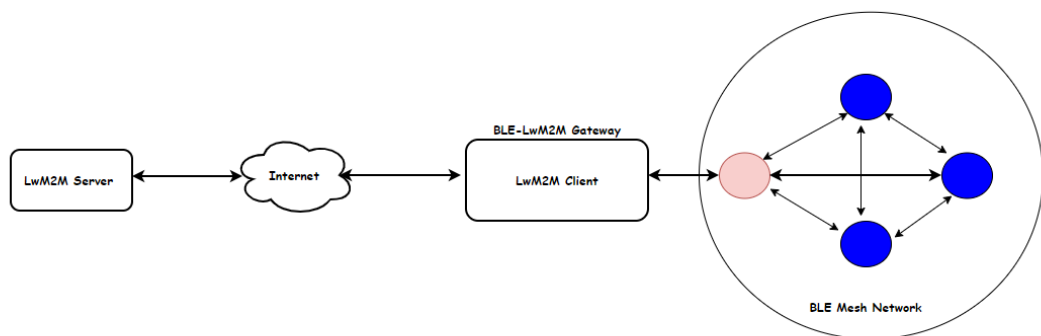 LwM2M Server
Internet
BLE-LwM2M Gateway
LwM2M Client
BLE Mesh Network